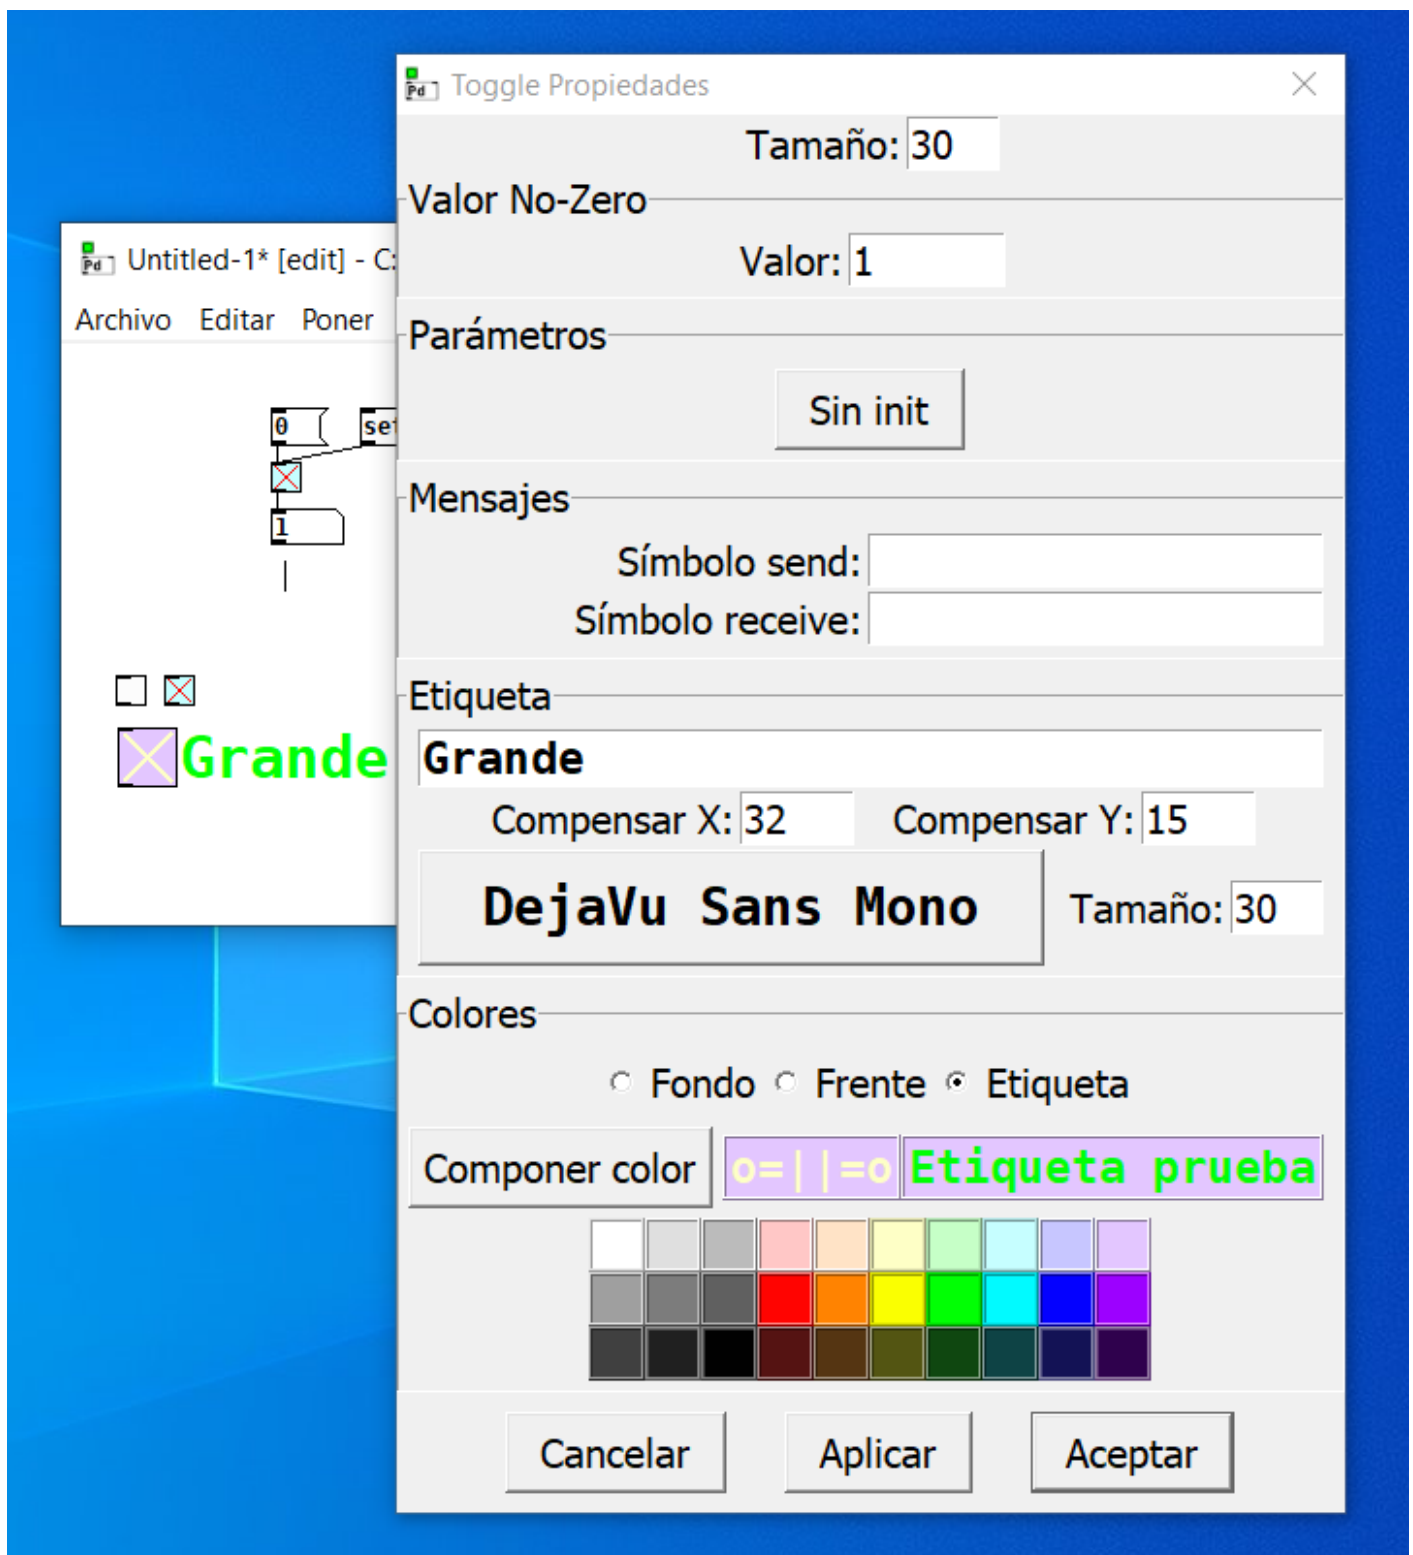 Toggle Propiedades
Tamaño: 30
Valor No-Zero
Valor: 1
Parámetros
Sin init
Mensajes
Símbolo send:
Símbolo receive:
Etiqueta
Grande
Compensar X: 32 Compensar Y: 15
DejaVu Sans Mono Tamaño: 30
Colores
Fondo Frente Etiqueta
Componer color o=||=o Etiqueta prueba
Cancelar Aplicar Aceptar
Untitled-1* [edit] - C:
Archivo Editar Poner
0 set
1
Grande